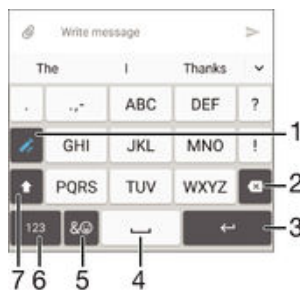 Write message
The I Thanks
. .,- ABC DEF ?
GHI JKL MNO ! 1
PQRS TUV WXYZ 2
123 &☺ 3
7 6 5 4